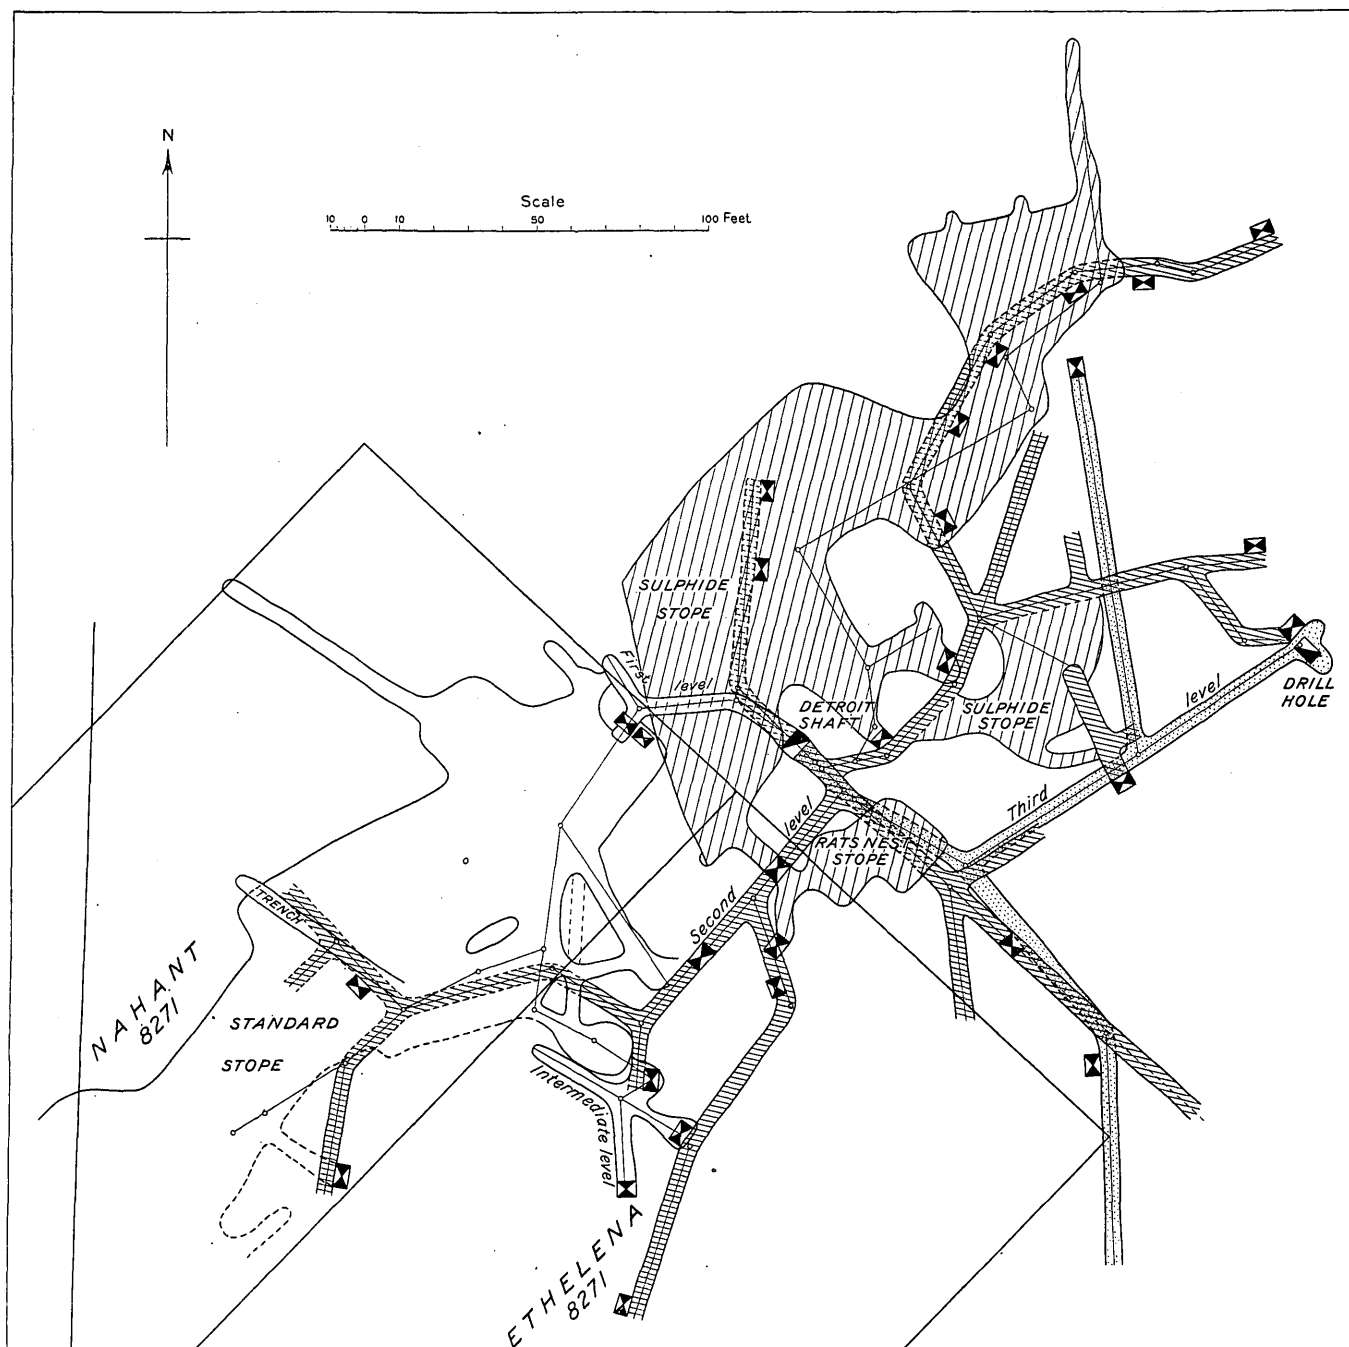 N
Scale
10 0 10 50 100 Feet
SULPHIDE
STOPE
First
level
DETROIT
SHAFT
SULPHIDE
STOPE
level
DRILL
HOLE
Third
level
RATS NEST
STOPE
Second
TRENCH
NAHANT
8271
STANDARD
STOPE
Intermediate level
ETHELENA
8271